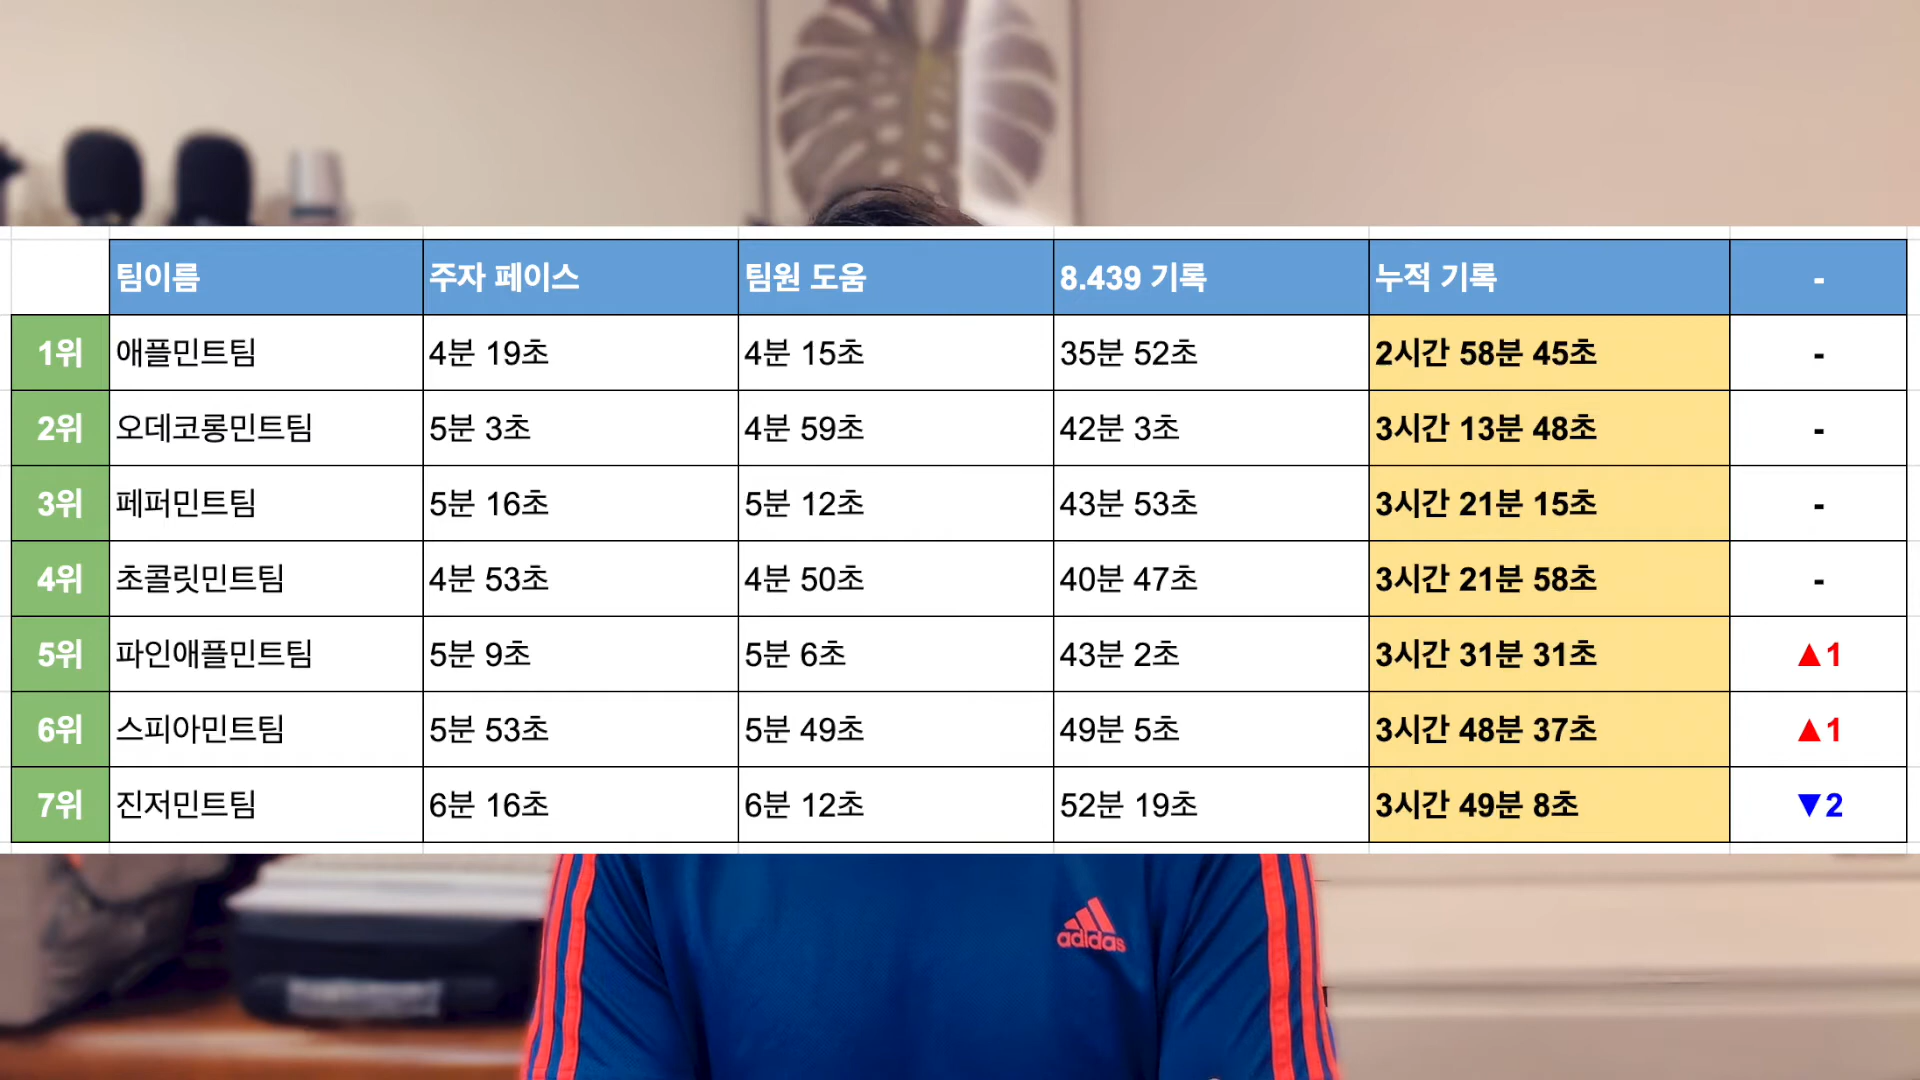 팀이름 주자 페이스 팀원 도움 8.439 기록 누적 기록 -
1위 애플민트팀 4분 19초 4분 15초 35분 52초 2시간 58분 45초 -
2위 오데코롱민트팀 5분 3초 4분 59초 42분 3초 3시간 13분 48초 -
3위 페퍼민트팀 5분 16초 5분 12초 43분 53초 3시간 21분 15초 -
4위 초콜릿민트팀 4분 53초 4분 50초 40분 47초 3시간 21분 58초 -
5위 파인애플민트팀 5분 9초 5분 6초 43분 2초 3시간 31분 31초 ▲1
6위 스피아민트팀 5분 53초 5분 49초 49분 5초 3시간 48분 37초 ▲1
7위 진저민트팀 6분 16초 6분 12초 52분 19초 3시간 49분 8초 ▼2
adidas